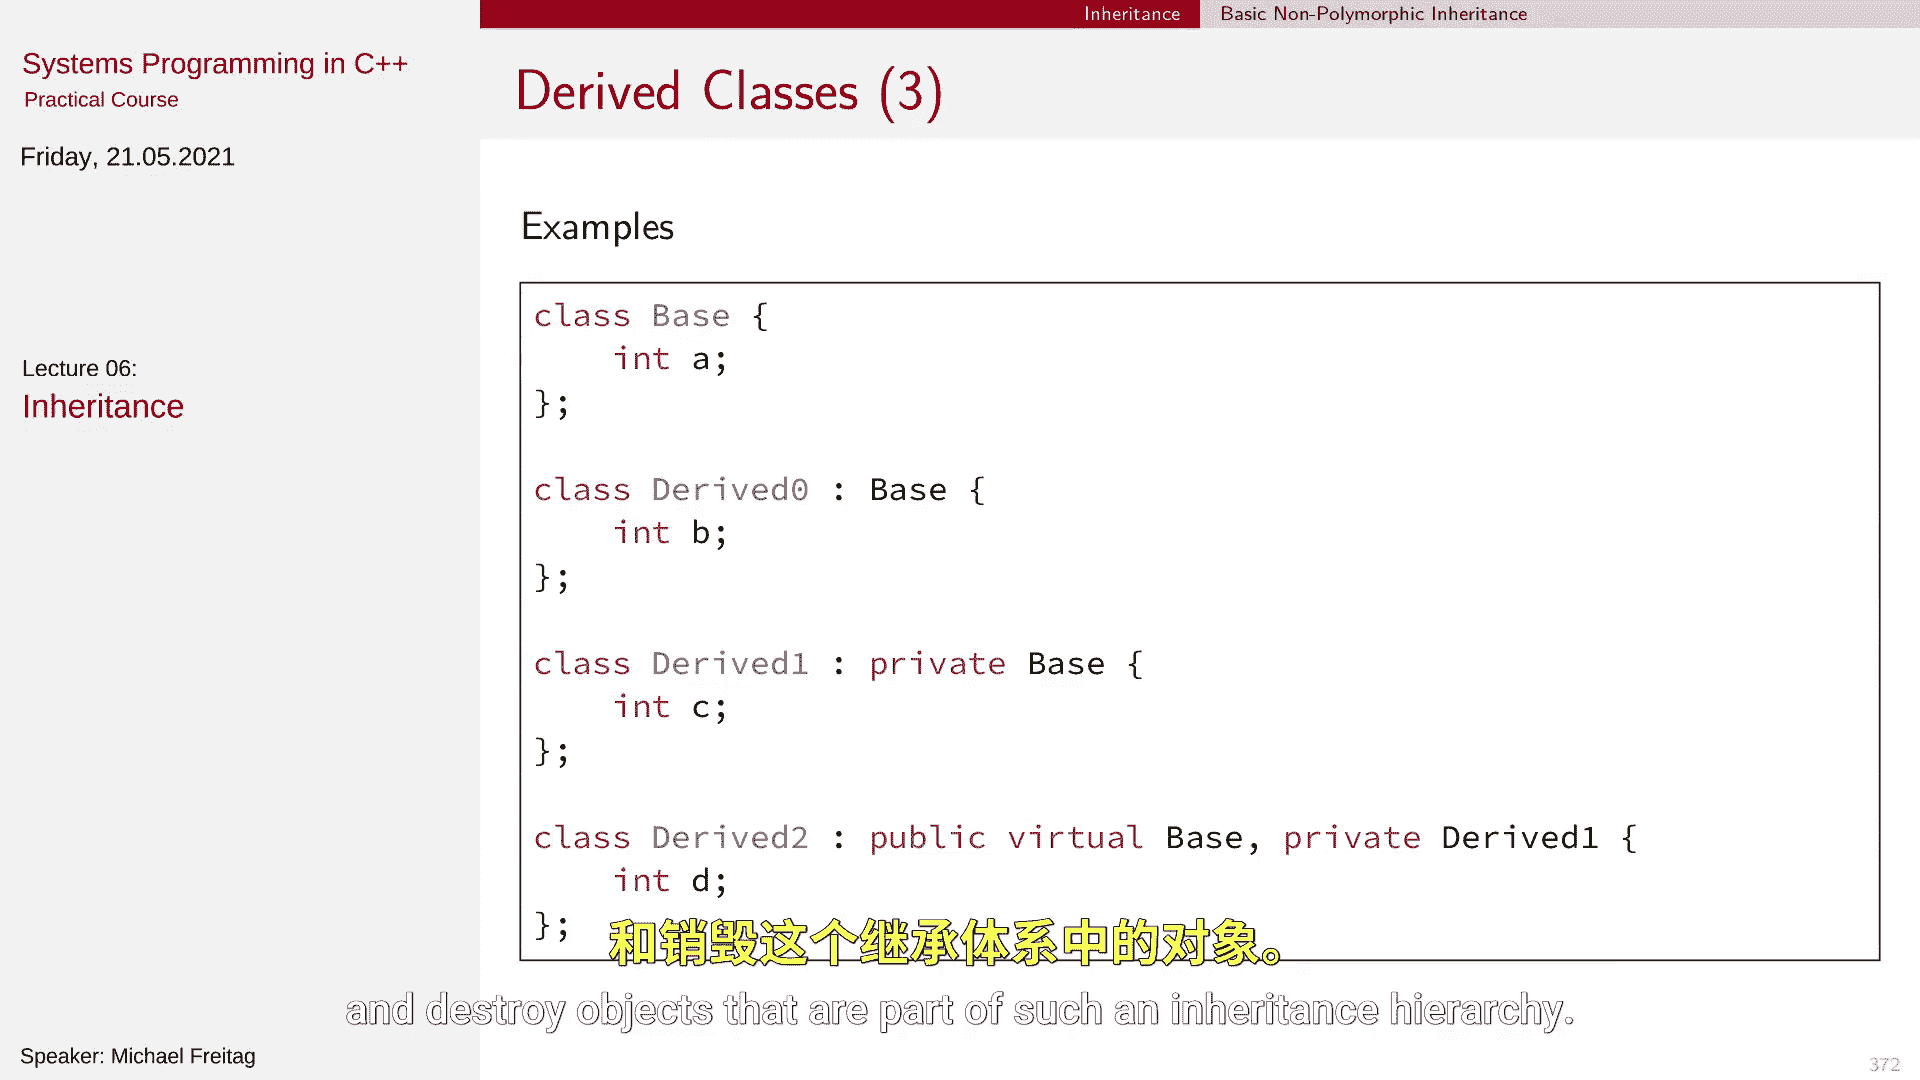 Inheritance
Basic Non-Polymorphic Inheritance
Systems Programming in C++
Practical Course
Friday, 21.05.2021
Lecture 06:
Inheritance
Derived Classes (3)
Examples
class Base {
    int a;
};
class Derived0 : Base {
    int b;
};
class Derived1 : private Base {
    int c;
};
class Derived2 : public virtual Base, private Derived1 {
    int d;
};
和销毁这个继承体系中的对象。
and destroy objects that are part of such an inheritance hierarchy.
Speaker: Michael Freitag
372